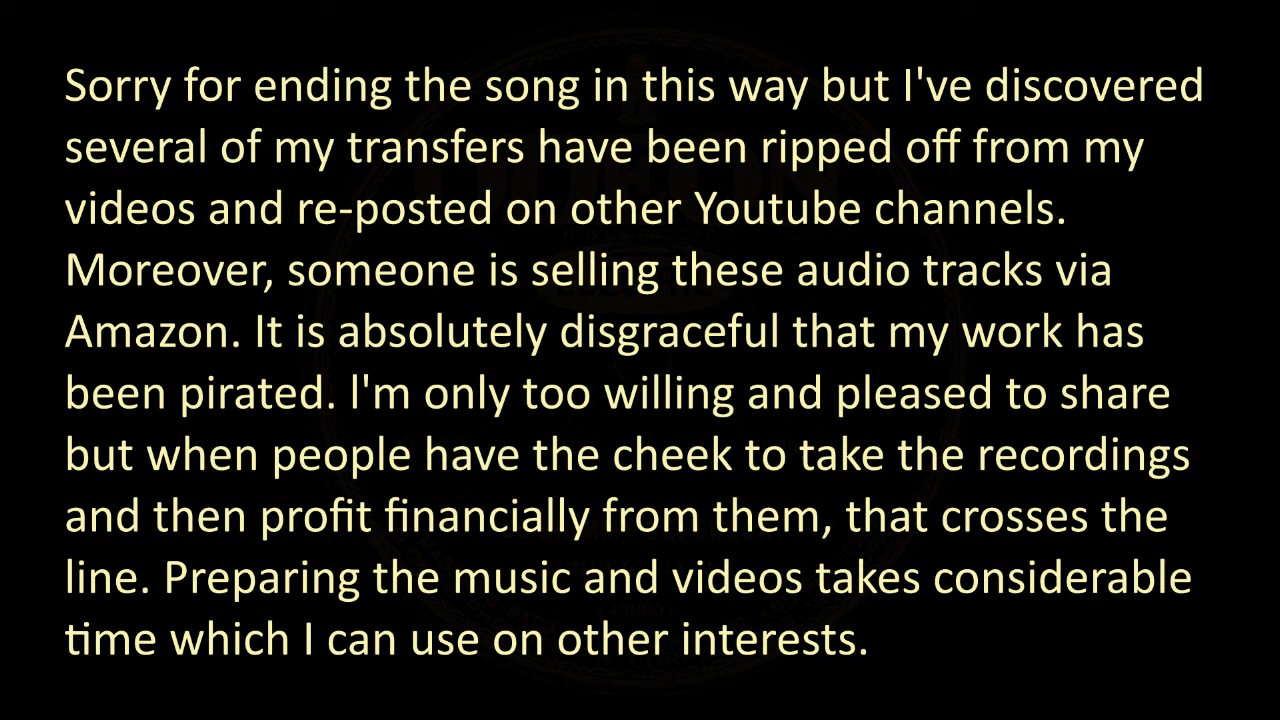 Sorry for ending the song in this way but I've discovered
several of my transfers have been ripped off from my
videos and re-posted on other Youtube channels.
Moreover, someone is selling these audio tracks via
Amazon. It is absolutely disgraceful that my work has
been pirated. l'm only too willing and pleased to share
but when people have the cheek to take the recordings
and then profit financially from them, that crosses the
line. Preparing the music and videos takes considerable
time which I can use on other interests.